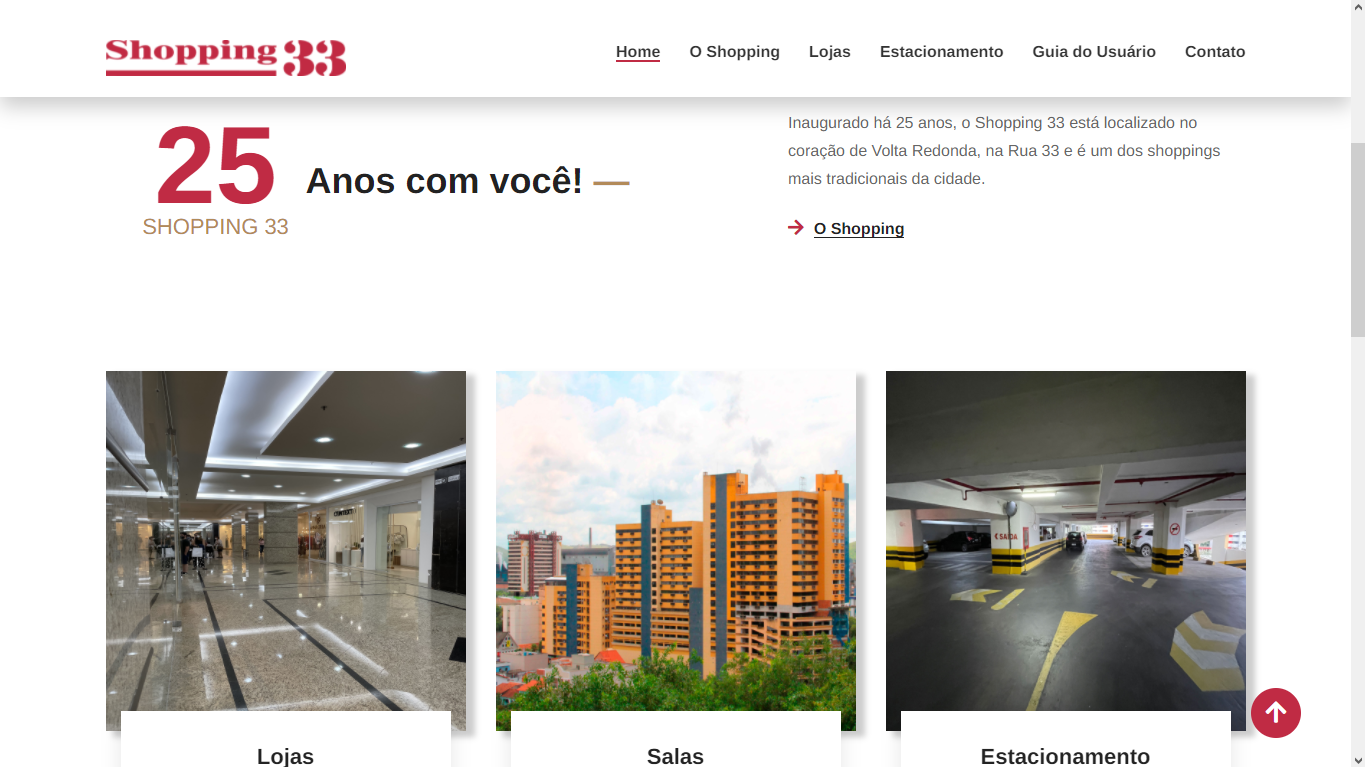 Shopping 33
Home
O Shopping
Lojas
Estacionamento
Guia do Usuário
Contato
25
SHOPPING 33
Anos com você! —
Inaugurado há 25 anos, o Shopping 33 está localizado no
coração de Volta Redonda, na Rua 33 e é um dos shoppings
mais tradicionais da cidade.
O Shopping
SAÍDA
Lojas
Salas
Estacionamento